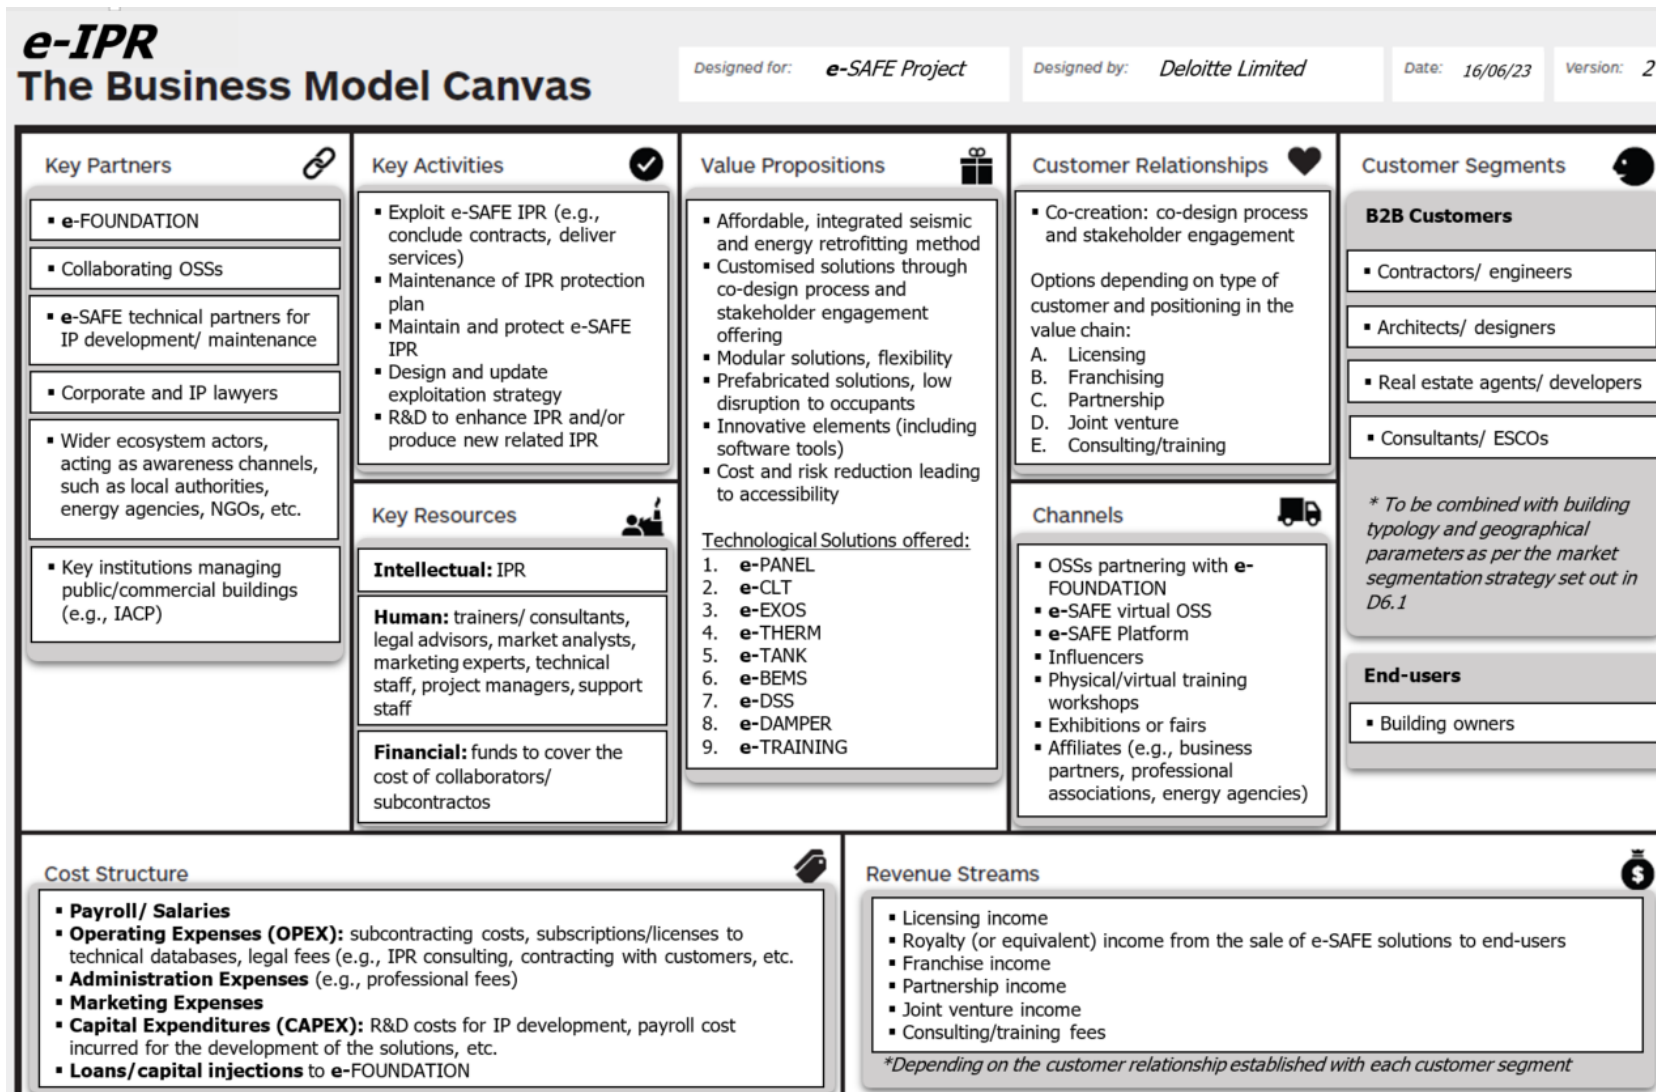 e-IPR
The Business Model Canvas
Designed for: e-SAFE Project
Designed by: Deloitte Limited
Date: 16/06/23
Version: 2
Key Partners
▪ e-FOUNDATION
▪ Collaborating OSSs
▪ e-SAFE technical partners for
IP development/ maintenance
▪ Corporate and IP lawyers
▪ Wider ecosystem actors,
acting as awareness channels,
such as local authorities,
energy agencies, NGOs, etc.
▪ Key institutions managing
public/commercial buildings
(e.g., IACP)
Key Activities
▪ Exploit e-SAFE IPR (e.g.,
conclude contracts, deliver
services)
▪ Maintenance of IPR protection
plan
▪ Maintain and protect e-SAFE
IPR
▪ Design and update
exploitation strategy
▪ R&D to enhance IPR and/or
produce new related IPR
Key Resources
Intellectual: IPR
Human: trainers/ consultants,
legal advisors, market analysts,
marketing experts, technical
staff, project managers, support
staff
Financial: funds to cover the
cost of collaborators/
subcontractos
Value Propositions
▪ Affordable, integrated seismic
and energy retrofitting method
▪ Customised solutions through
co-design process and
stakeholder engagement
offering
▪ Modular solutions, flexibility
▪ Prefabricated solutions, low
disruption to occupants
▪ Innovative elements (including
software tools)
▪ Cost and risk reduction leading
to accessibility
Technological Solutions offered:
1. e-PANEL
2. e-CLT
3. e-EXOS
4. e-THERM
5. e-TANK
6. e-BEMS
7. e-DSS
8. e-DAMPER
9. e-TRAINING
Customer Relationships
▪ Co-creation: co-design process
and stakeholder engagement
Options depending on type of
customer and positioning in the
value chain:
A. Licensing
B. Franchising
C. Partnership
D. Joint venture
E. Consulting/training
Channels
▪ OSSs partnering with e-
FOUNDATION
▪ e-SAFE virtual OSS
▪ e-SAFE Platform
▪ Influencers
▪ Physical/virtual training
workshops
▪ Exhibitions or fairs
▪ Affiliates (e.g., business
partners, professional
associations, energy agencies)
Customer Segments
B2B Customers
▪ Contractors/ engineers
▪ Architects/ designers
▪ Real estate agents/ developers
▪ Consultants/ ESCOs
* To be combined with building
typology and geographical
parameters as per the market
segmentation strategy set out in
D6.1
End-users
▪ Building owners
Cost Structure
▪ Payroll/ Salaries
▪ Operating Expenses (OPEX): subcontracting costs, subscriptions/licenses to
technical databases, legal fees (e.g., IPR consulting, contracting with customers, etc.
▪ Administration Expenses (e.g., professional fees)
▪ Marketing Expenses
▪ Capital Expenditures (CAPEX): R&D costs for IP development, payroll cost
incurred for the development of the solutions, etc.
▪ Loans/capital injections to e-FOUNDATION
Revenue Streams
▪ Licensing income
▪ Royalty (or equivalent) income from the sale of e-SAFE solutions to end-users
▪ Franchise income
▪ Partnership income
▪ Joint venture income
▪ Consulting/training fees
*Depending on the customer relationship established with each customer segment